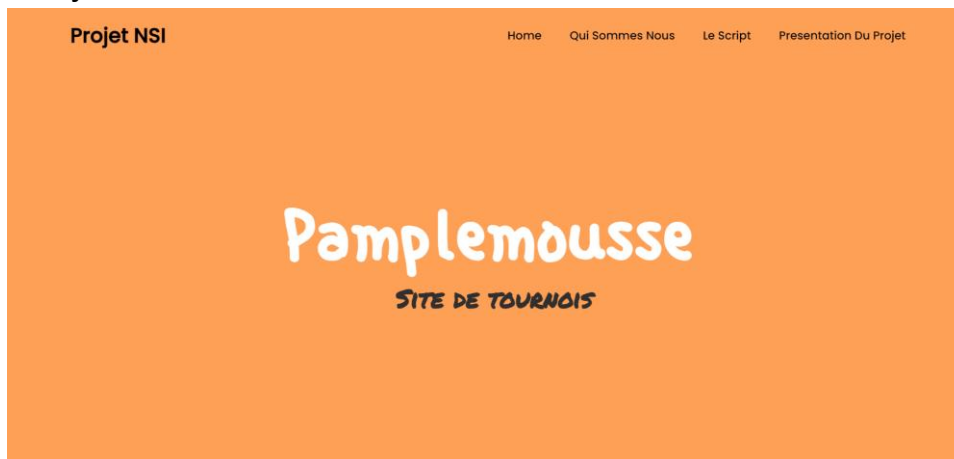 Projet NSI
Home Qui Sommes Nous Le Script Presentation Du Projet
Pamplemousse
SITE DE TOURNOIS